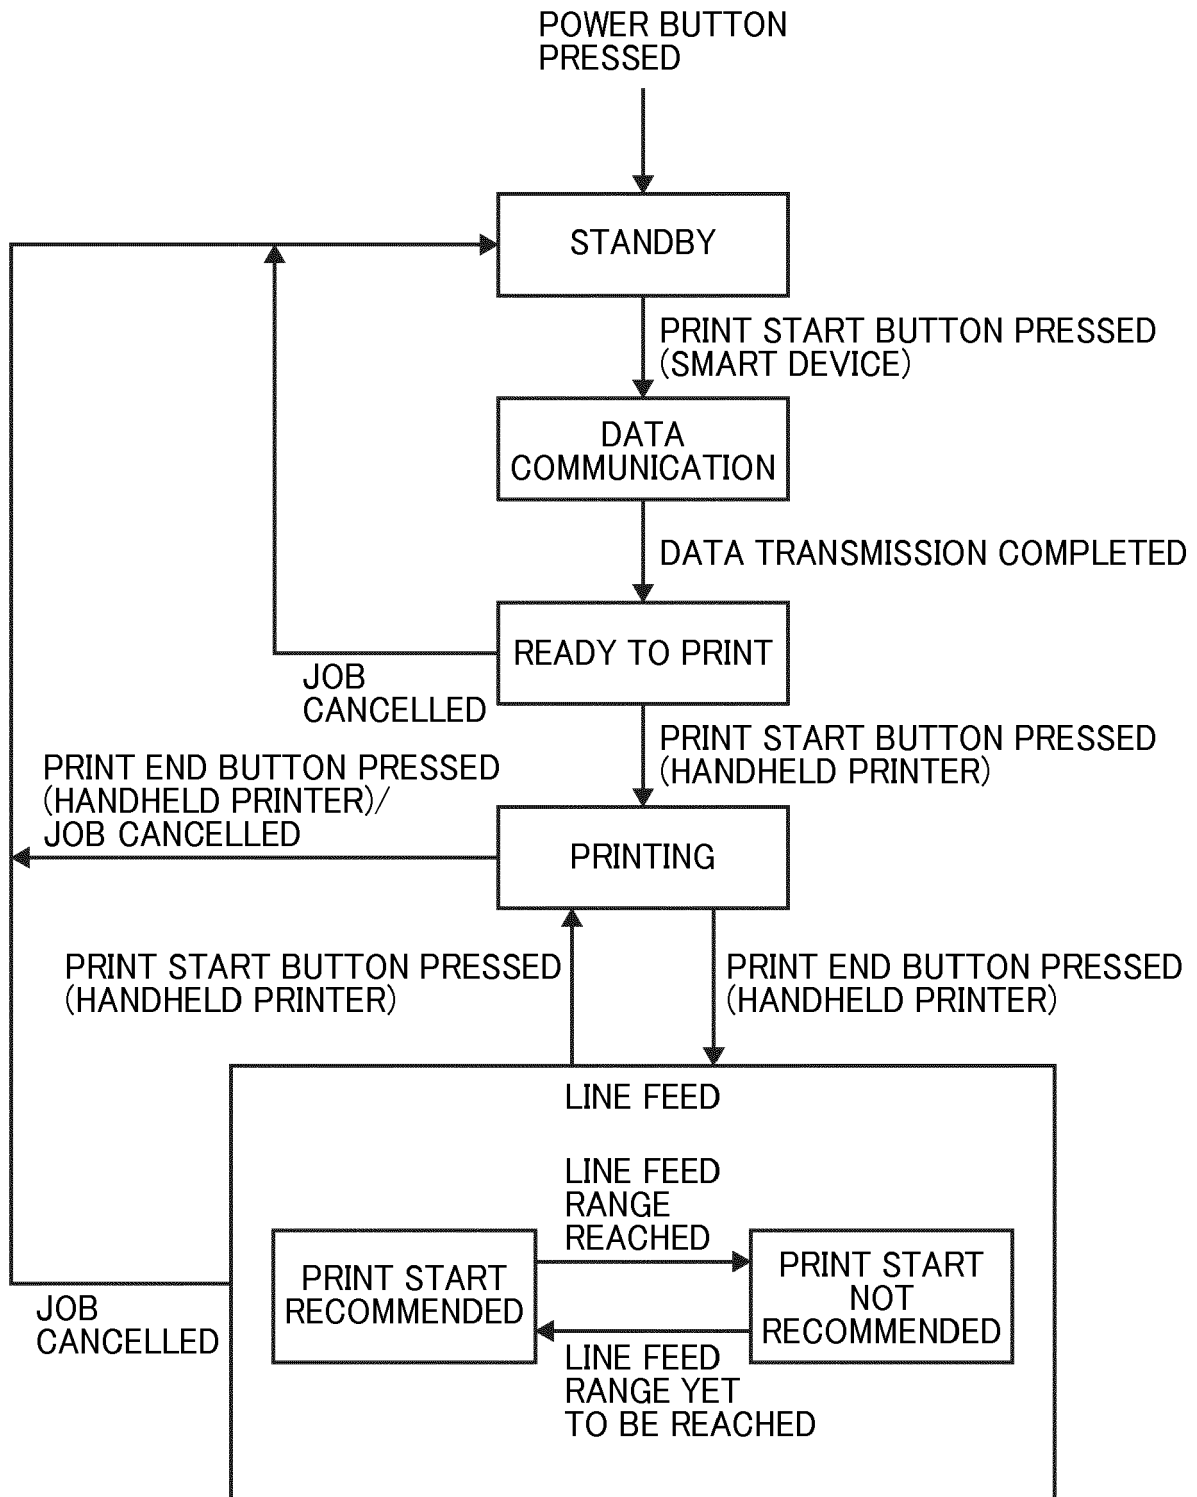 POWER BUTTON
PRESSED
STANDBY
PRINT START BUTTON PRESSED
(SMART DEVICE)
DATA
COMMUNICATION
DATA TRANSMISSION COMPLETED
READY TO PRINT
JOB
CANCELLED
PRINT START BUTTON PRESSED
(HANDHELD PRINTER)
PRINT END BUTTON PRESSED
(HANDHELD PRINTER)/
JOB CANCELLED
PRINTING
PRINT START BUTTON PRESSED
(HANDHELD PRINTER)
PRINT END BUTTON PRESSED
(HANDHELD PRINTER)
LINE FEED
LINE FEED
RANGE
REACHED
PRINT START
RECOMMENDED
PRINT START
NOT
RECOMMENDED
LINE FEED
RANGE YET
TO BE REACHED
JOB
CANCELLED